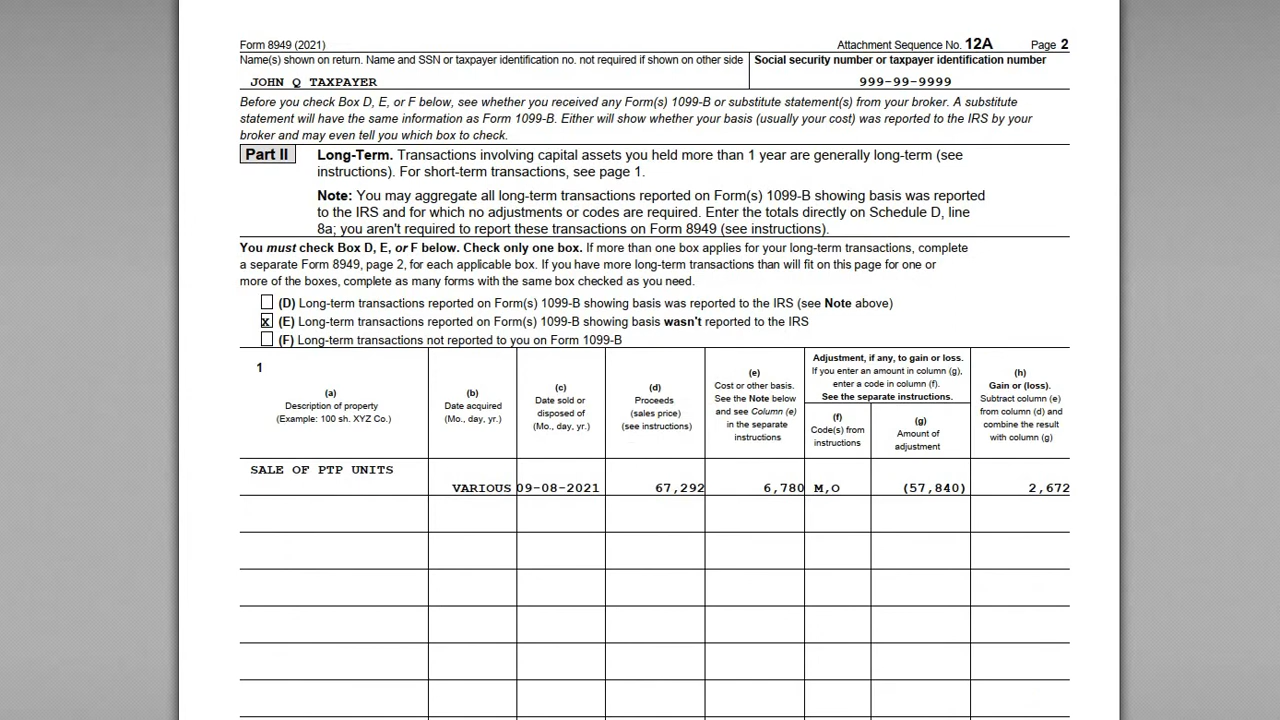 Form 8949 (2021) Attachment Sequence No. 12A Page 2
Name(s) shown on return. Name and SSN or taxpayer identification no. not required if shown on other side Social security number or taxpayer identification number
JOHN Q TAXPAYER 999-99-9999
Before you check Box D, E, or F below, see whether you received any Form(s) 1099-B or substitute statement(s) from your broker. A substitute
statement will have the same information as Form 1099-B. Either will show whether your basis (usually your cost) was reported to the IRS by your
broker and may even tell you which box to check.
Part II Long-Term. Transactions involving capital assets you held more than 1 year are generally long-term (see
instructions). For short-term transactions, see page 1.
Note: You may aggregate all long-term transactions reported on Form(s) 1099-B showing basis was reported
to the IRS and for which no adjustments or codes are required. Enter the totals directly on Schedule D, line
8a; you aren't required to report these transactions on Form 8949 (see instructions).
You must check Box D, E, or F below. Check only one box. If more than one box applies for your long-term transactions, complete
a separate Form 8949, page 2, for each applicable box. If you have more long-term transactions than will fit on this page for one or
more of the boxes, complete as many forms with the same box checked as you need.
(D) Long-term transactions reported on Form(s) 1099-B showing basis was reported to the IRS (see Note above)
X (E) Long-term transactions reported on Form(s) 1099-B showing basis wasn't reported to the IRS
(F) Long-term transactions not reported to you on Form 1099-B
1
(a)
Description of property
(Example: 100 sh. XYZ Co.)
(b)
Date acquired
(Mo., day, yr.)
(c)
Date sold or
disposed of
(Mo., day, yr.)
(d)
Proceeds
(sales price)
(see instructions)
(e)
Cost or other basis.
See the Note below
and see Column (e)
in the separate
instructions
Adjustment, if any, to gain or loss.
If you enter an amount in column (g),
enter a code in column (f).
See the separate instructions.
(f)
Code(s) from
instructions
(g)
Amount of
adjustment
(h)
Gain or (loss).
Subtract column (e)
from column (d) and
combine the result
with column (g)
SALE OF PTP UNITS
VARIOUS 09-08-2021 67,292 6,780 M,O (57,840) 2,672